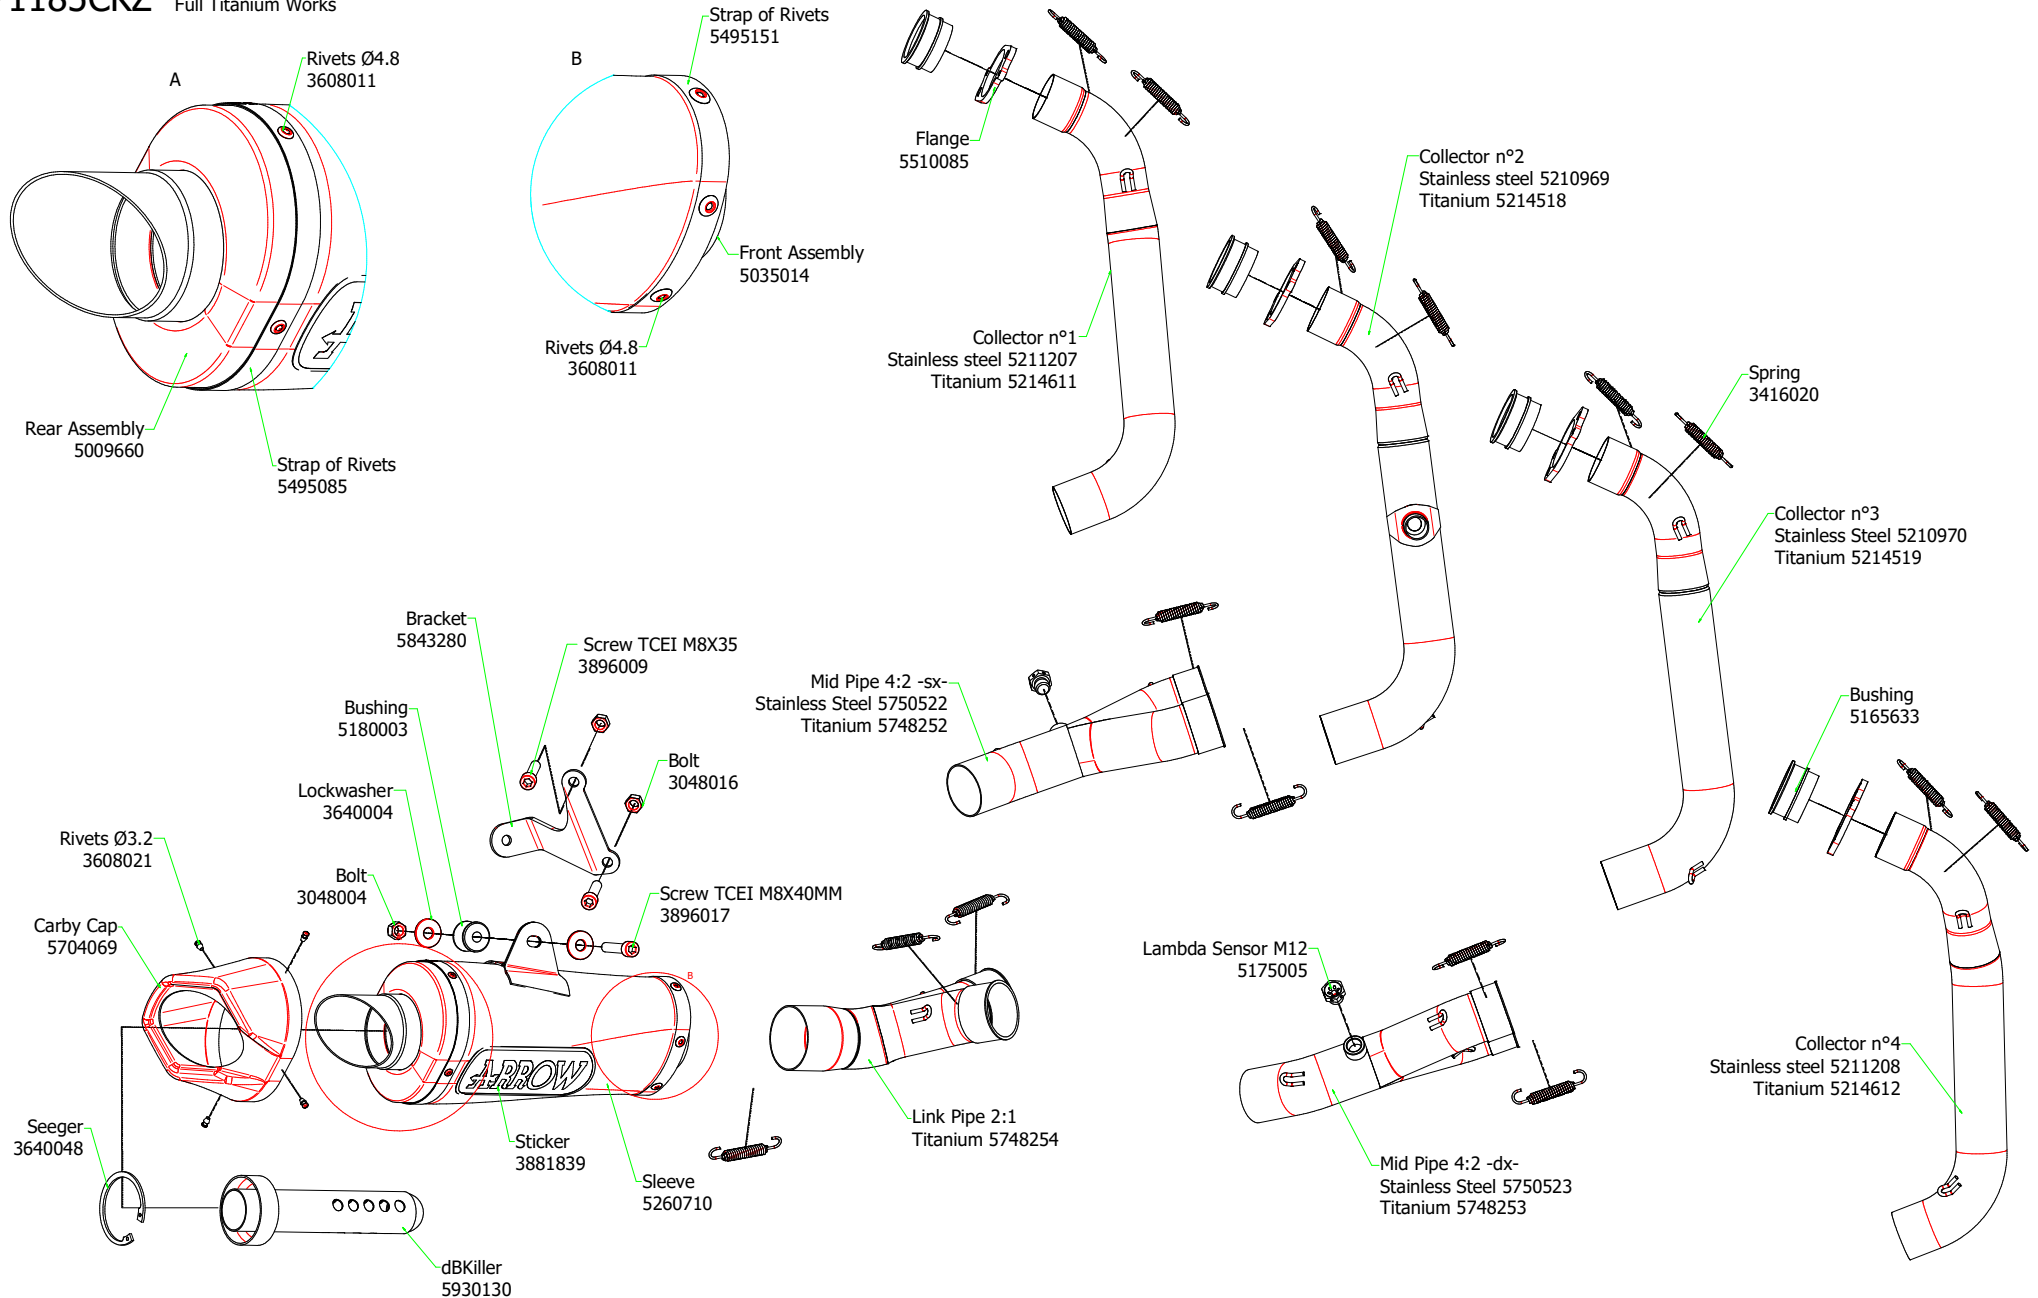 1185CKZ Full Titanium Works
A
Rivets Ø4.8
3608011
Rear Assembly
5009660
Strap of Rivets
5495085
B
Strap of Rivets
5495151
Front Assembly
5035014
Rivets Ø4.8
3608011
Flange
5510085
Collector n°1
Stainless steel 5211207
Titanium 5214611
Collector n°2
Stainless steel 5210969
Titanium 5214518
Spring
3416020
Collector n°3
Stainless Steel 5210970
Titanium 5214519
Bushing
5165633
Collector n°4
Stainless steel 5211208
Titanium 5214612
Bracket
5843280
Screw TCEI M8X35
3896009
Bushing
5180003
Bolt
3048016
Lockwasher
3640004
Rivets Ø3.2
3608021
Bolt
3048004
Screw TCEI M8X40MM
3896017
Carby Cap
5704069
B
ARROW
Seeger
3640048
Sticker
3881839
Sleeve
5260710
dBKiller
5930130
Mid Pipe 4:2 -sx-
Stainless Steel 5750522
Titanium 5748252
Link Pipe 2:1
Titanium 5748254
Lambda Sensor M12
5175005
Mid Pipe 4:2 -dx-
Stainless Steel 5750523
Titanium 5748253